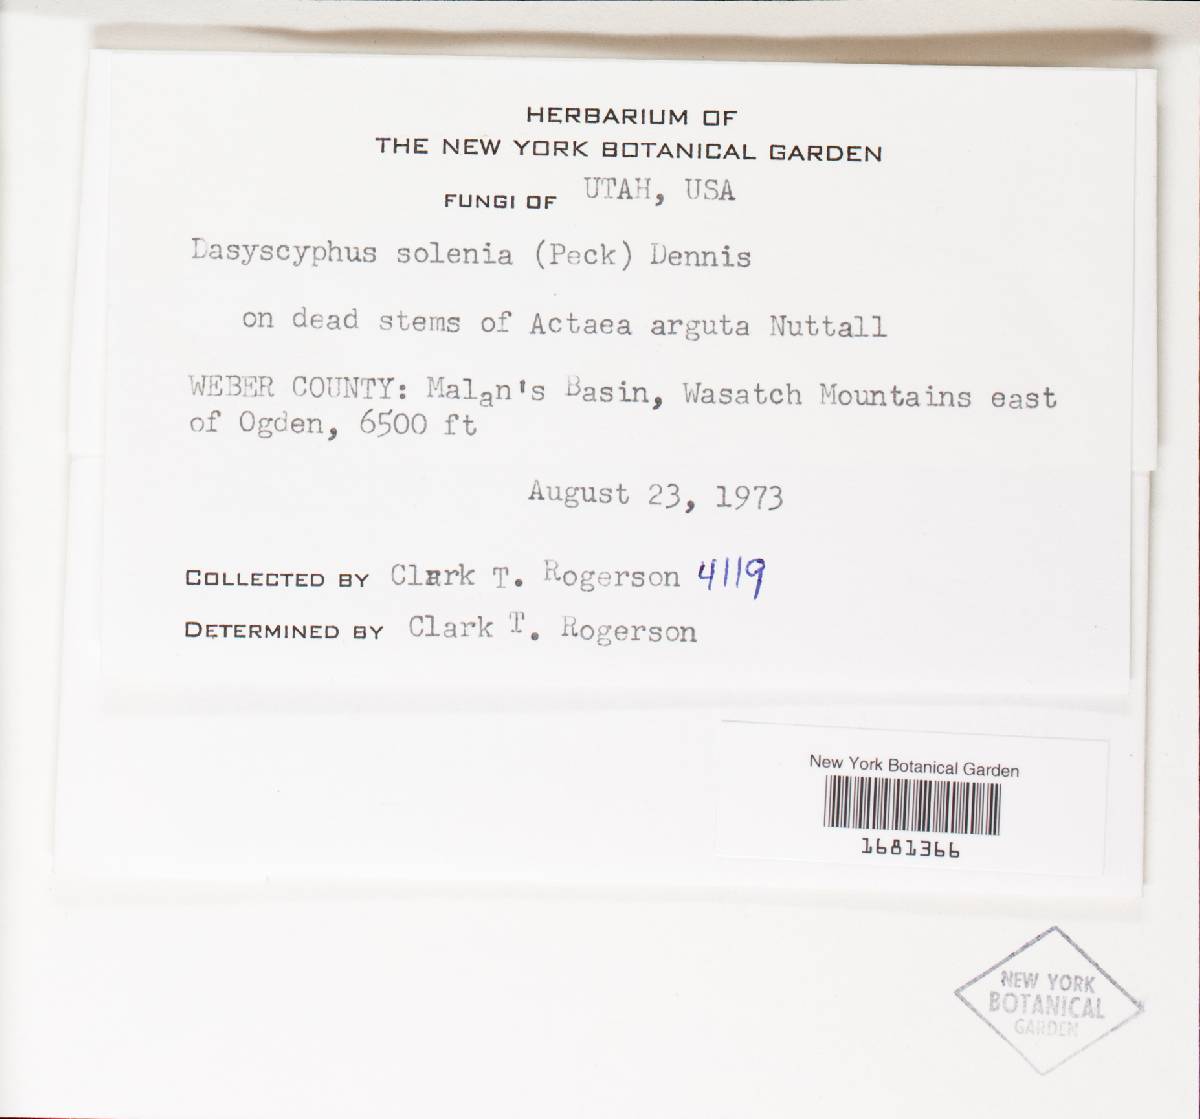 HERBARIUM OF
THE NEW YORK BOTANICAL GARDEN
FUNGI OF UTAH, USA
Dasyscyphus solenia (Peck) Dennis
on dead stems of Actaea arguta Nuttall
WEBER COUNTY: Malan's Basin, Wasatch Mountains east
of Ogden, 6500 ft
August 23, 1973
COLLECTED BY Clark T. Rogerson 4119
DETERMINED BY Clark T. Rogerson
New York Botanical Garden
1681366
NEW YORK
BOTANICAL
GARDEN